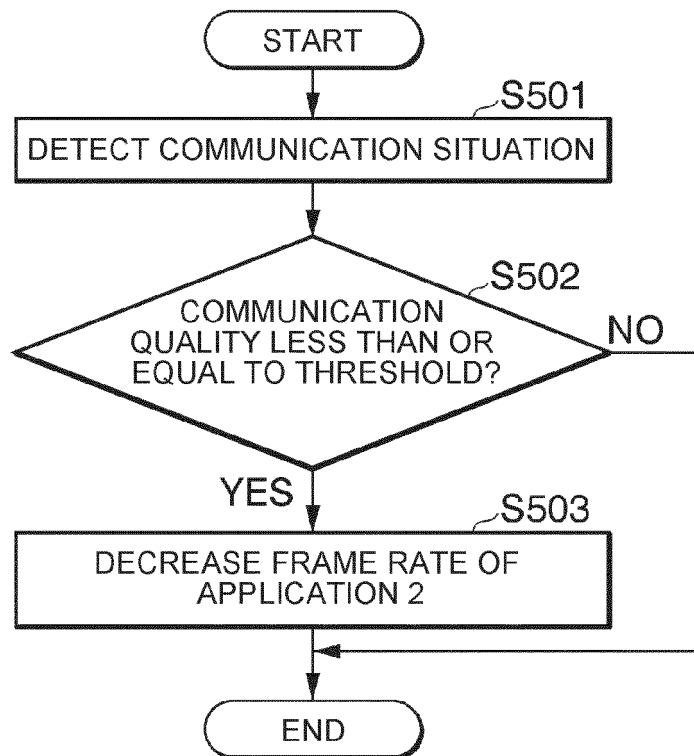 START
S501
DETECT COMMUNICATION SITUATION
S502
COMMUNICATION
QUALITY LESS THAN OR
EQUAL TO THRESHOLD?
NO
YES
S503
DECREASE FRAME RATE OF
APPLICATION 2
END